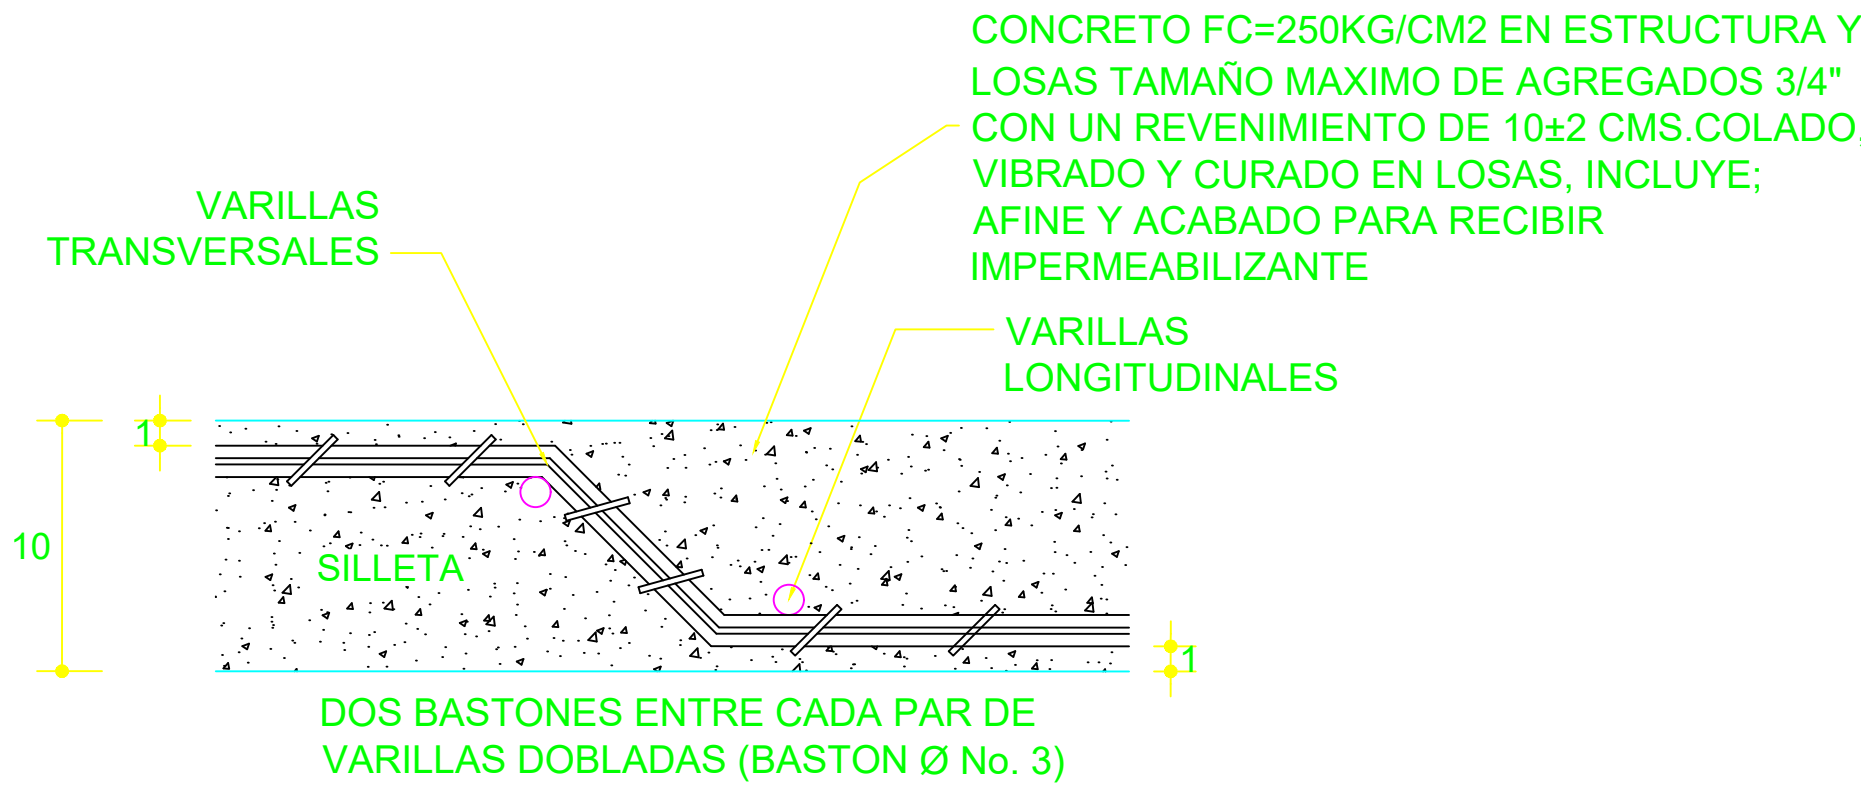 CONCRETO FC=250KG/CM2 EN ESTRUCTURA Y
LOSAS TAMAÑO MAXIMO DE AGREGADOS 3/4"
CON UN REVENIMIENTO DE 10±2 CMS.COLADO,
VIBRADO Y CURADO EN LOSAS, INCLUYE;
AFINE Y ACABADO PARA RECIBIR
IMPERMEABILIZANTE
VARILLAS
TRANSVERSALES
VARILLAS
LONGITUDINALES
1
10
SILLETA
1
DOS BASTONES ENTRE CADA PAR DE
VARILLAS DOBLADAS (BASTON Ø No. 3)